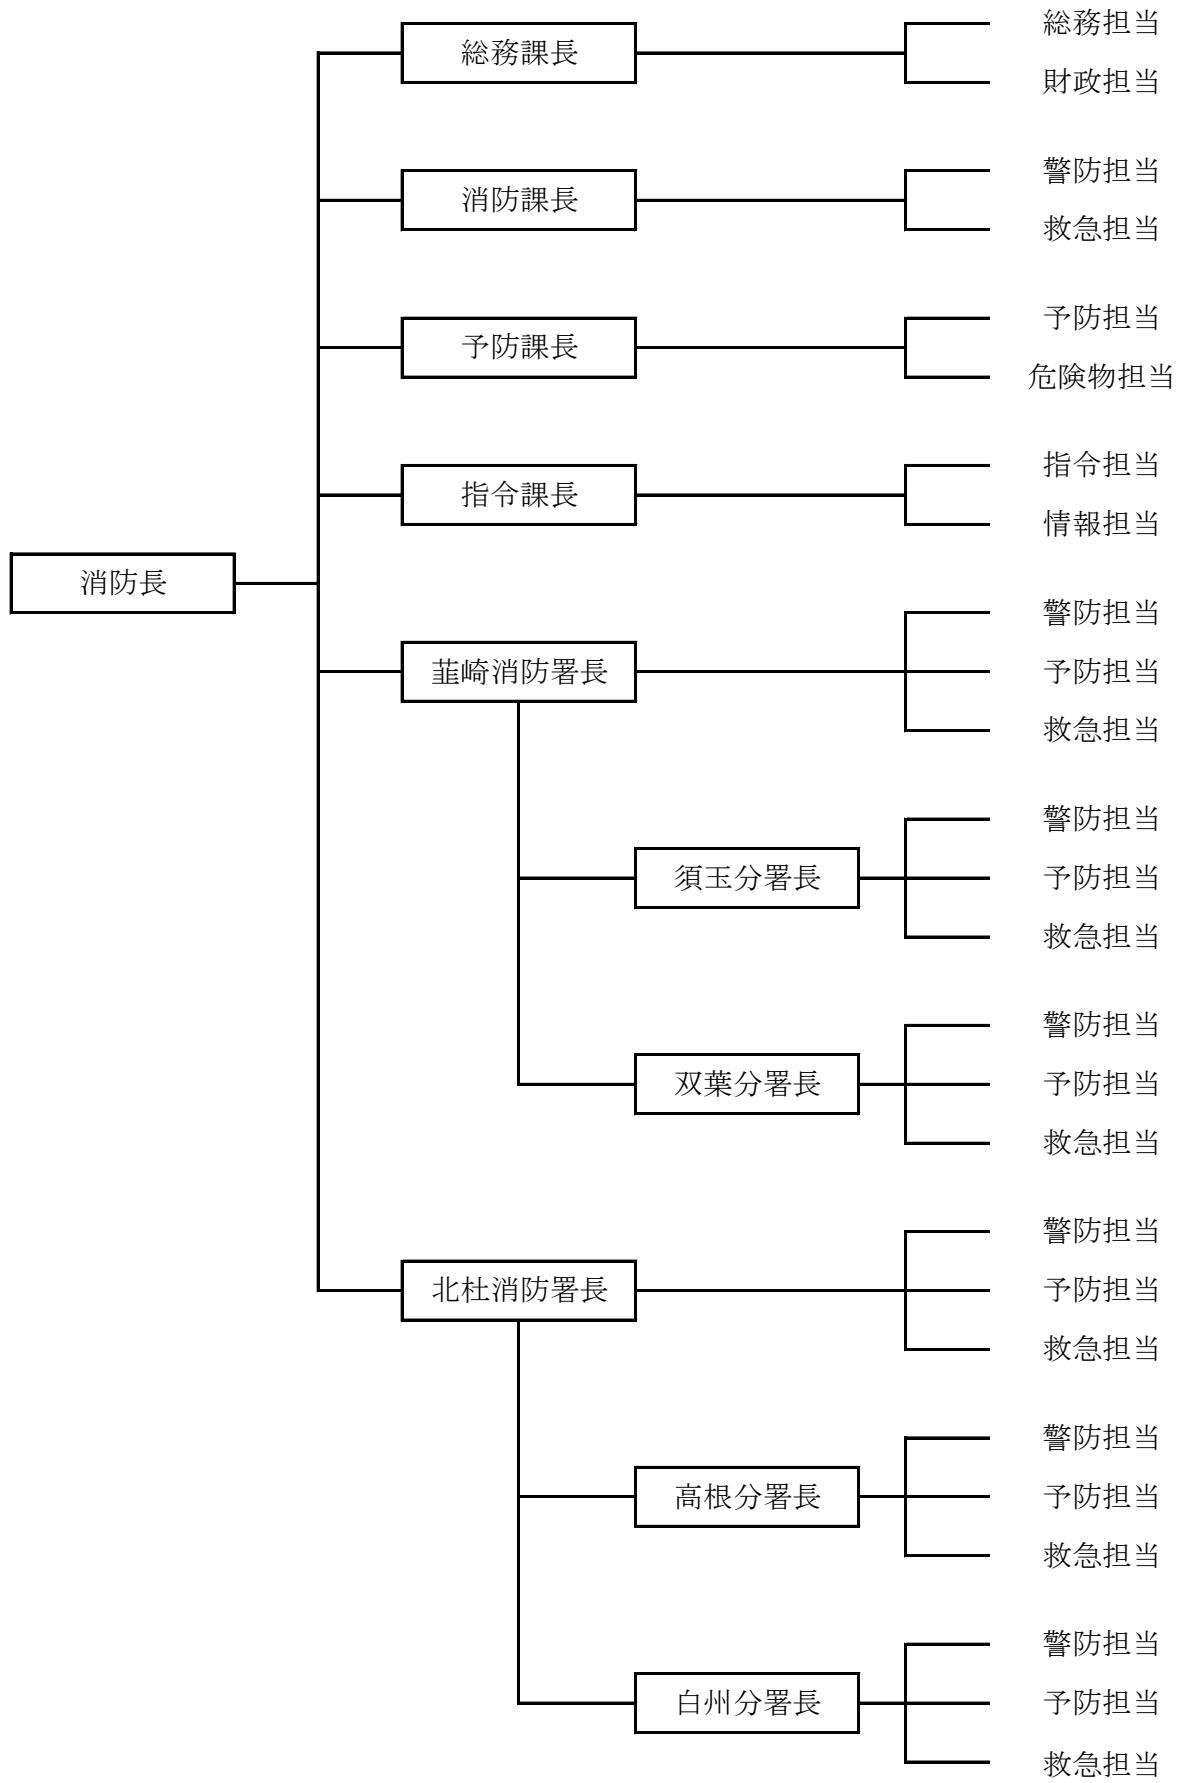 総務担当
総務課長
財政担当
警防担当
消防課長
救急担当
予防担当
予防課長
危険物担当
指令担当
指令課長
情報担当
消防長
警防担当
韮崎消防署長
予防担当
救急担当
警防担当
須玉分署長
予防担当
救急担当
警防担当
双葉分署長
予防担当
救急担当
警防担当
北杜消防署長
予防担当
救急担当
警防担当
高根分署長
予防担当
救急担当
警防担当
白州分署長
予防担当
救急担当